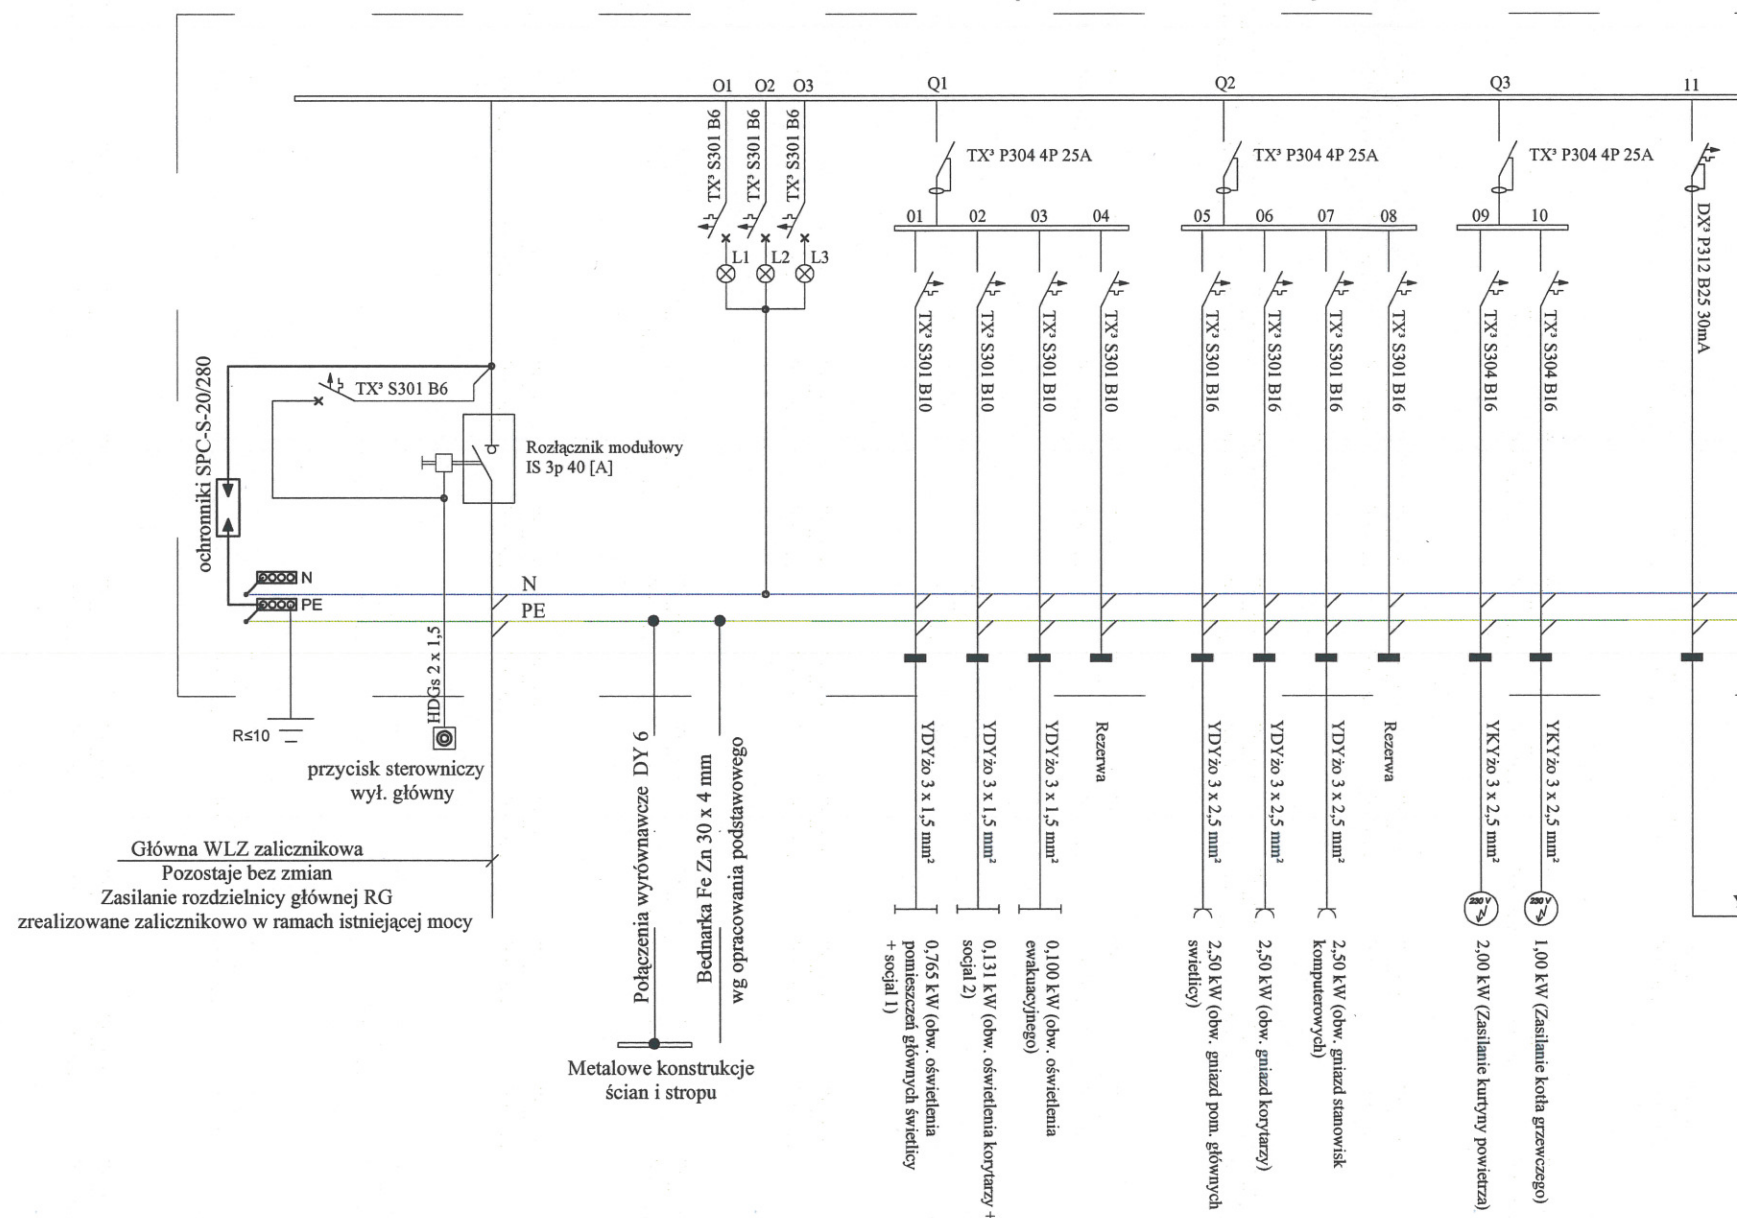 O1 O2 O3 Q1 Q2 Q3 11
TX³ S301 B6
TX³ S301 B6
TX³ S301 B6
L1 L2 L3
TX³ P304 4P 25A
TX³ P304 4P 25A
TX³ P304 4P 25A
DX³ P312 B25 30mA
01 02 03 04
05 06 07 08
09 10
TX³ S301 B10
TX³ S301 B10
TX³ S301 B10
TX³ S301 B10
TX³ S301 B16
TX³ S301 B16
TX³ S301 B16
TX³ S301 B16
TX³ S304 B16
TX³ S304 B16
ochronniki SPC-S-20/280
TX³ S301 B6
Rozłącznik modułowy
IS 3p 40 [A]
N
PE
N
PE
R≤10
HDGs 2 x 1,5
przycisk sterowniczy
wył. główny
Główna WLZ zalicznikowa
Pozostaje bez zmian
Zasilanie rozdzielnicy głównej RG
zrealizowane zalicznikowo w ramach istniejącej mocy
Połączenia wyrównawcze DY 6
Bednarka Fe Zn 30 x 4 mm
wg opracowania podstawowego
Metalowe konstrukcje
ścian i stropu
YDYżo 3 x 1,5 mm²
YDYżo 3 x 1,5 mm²
YDYżo 3 x 1,5 mm²
Rezerwa
YDYżo 3 x 2,5 mm²
YDYżo 3 x 2,5 mm²
YDYżo 3 x 2,5 mm²
Rezerwa
YKYżo 3 x 2,5 mm²
YKYżo 3 x 2,5 mm²
230 V
230 V
0,765 kW (obw. oświetlenia
pomieszczeń głównych świetlicy
+ socjal 1)
0,131 kW (obw. oświetlenia korytarzy +
socjal 2)
0,100 kW (obw. oświetlenia
ewakuacyjnego)
2,50 kW (obw. gniazd pom. głównych
swietlicy)
2,50 kW (obw. gniazd korytarzy)
2,50 kW (obw. gniazd stanowisk
komputerowych)
2,00 kW (Zasilanie kurtyny powietrza)
1,00 kW (Zasilanie kotła grzewczego)